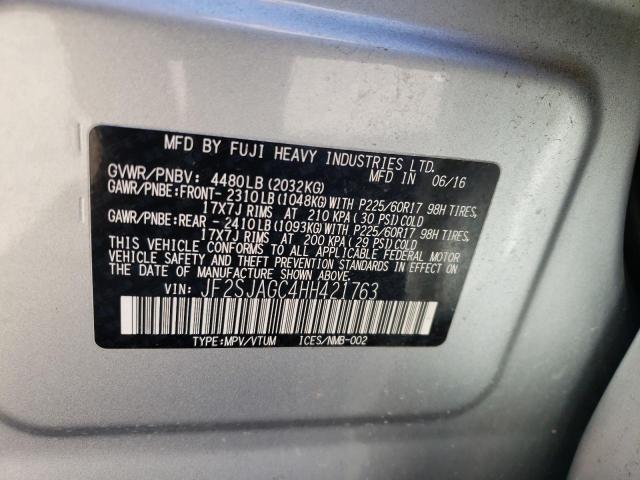 MFD BY FUJI HEAVY INDUSTRIES LTD.
MFD IN 06/16
GVWR/PNBV: 4480LB(2032KG)
GAWR/PNBE:FRONT-2310LB(1048KG)WITH P225/60R17 98H TIRES,
17X7J RIMS AT 210 KPA( 30 PSI)COLD
GAWR/PNBE:REAR -2410LB(1093KG)WITH P225/60R17 98H TIRES,
17X7J RIMS AT 200 KPA( 29 PSI)COLD
THIS VEHICLE CONFORMS TO ALL APPLICABLE FEDERAL MOTOR
VEHICLE SAFETY AND THEFT PREVENTION STANDARDS IN EFFECT ON
THE DATE OF MANUFACTURE SHOWN ABOVE.
VIN: JF2SJAGC4HH421763
TYPE:MPV/VTUM ICES/NMB-002